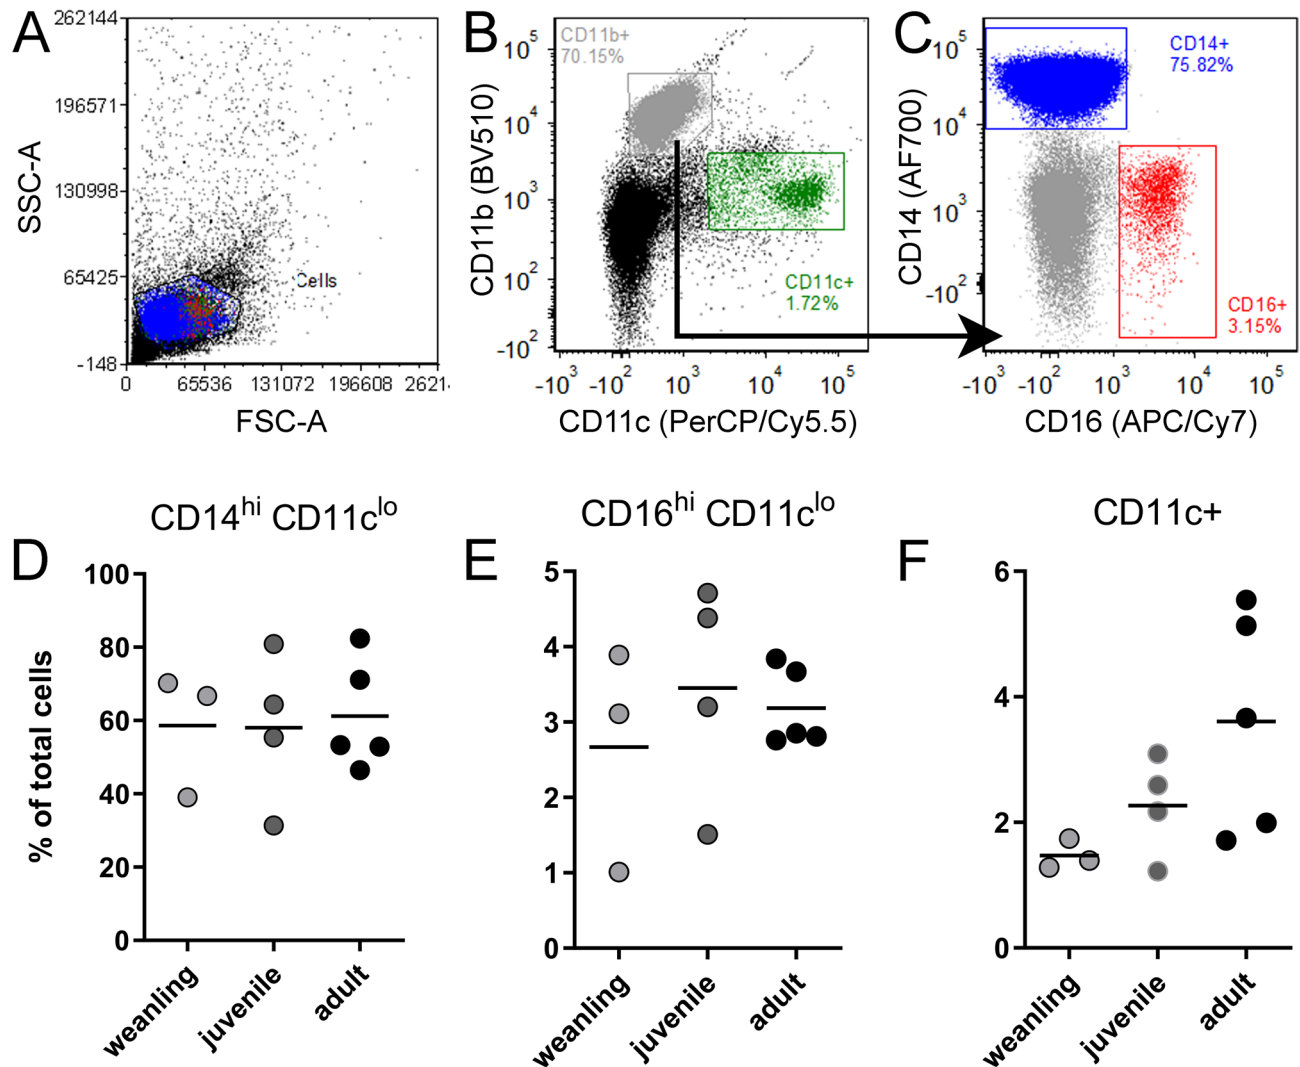 A
262144
196571
130998
65425
-148
SSC-A
Cells
0 65536 131072 196608 2621
FSC-A
B
CD11b+
70.15%
10^5
10^4
10^3
10^2
-10^2
CD11b (BV510)
CD11c+
1.72%
-10^3 -10^2 10^3 10^4 10^5
CD11c (PerCP/Cy5.5)
C
CD14+
75.82%
10^5
10^4
10^3
-10^2
CD14 (AF700)
CD16+
3.15%
-10^3 -10^2 10^3 10^4 10^5
CD16 (APC/Cy7)
D
CD14^hi CD11c^lo
% of total cells
100
80
60
40
20
0
weanling
juvenile
adult
E
CD16^hi CD11c^lo
5
4
3
2
1
0
weanling
juvenile
adult
F
CD11c+
6
4
2
0
weanling
juvenile
adult